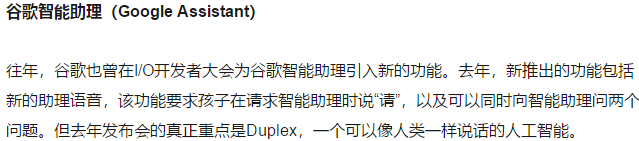 谷歌智能助理（Google Assistant）
往年，谷歌也曾在I/O开发者大会为谷歌智能助理引入新的功能。去年，新推出的功能包括
新的助理语音，该功能要求孩子在请求智能助理时说“请”，以及可以同时向智能助理问两个
问题。但去年发布会的真正重点是Duplex，一个可以像人类一样说话的人工智能。